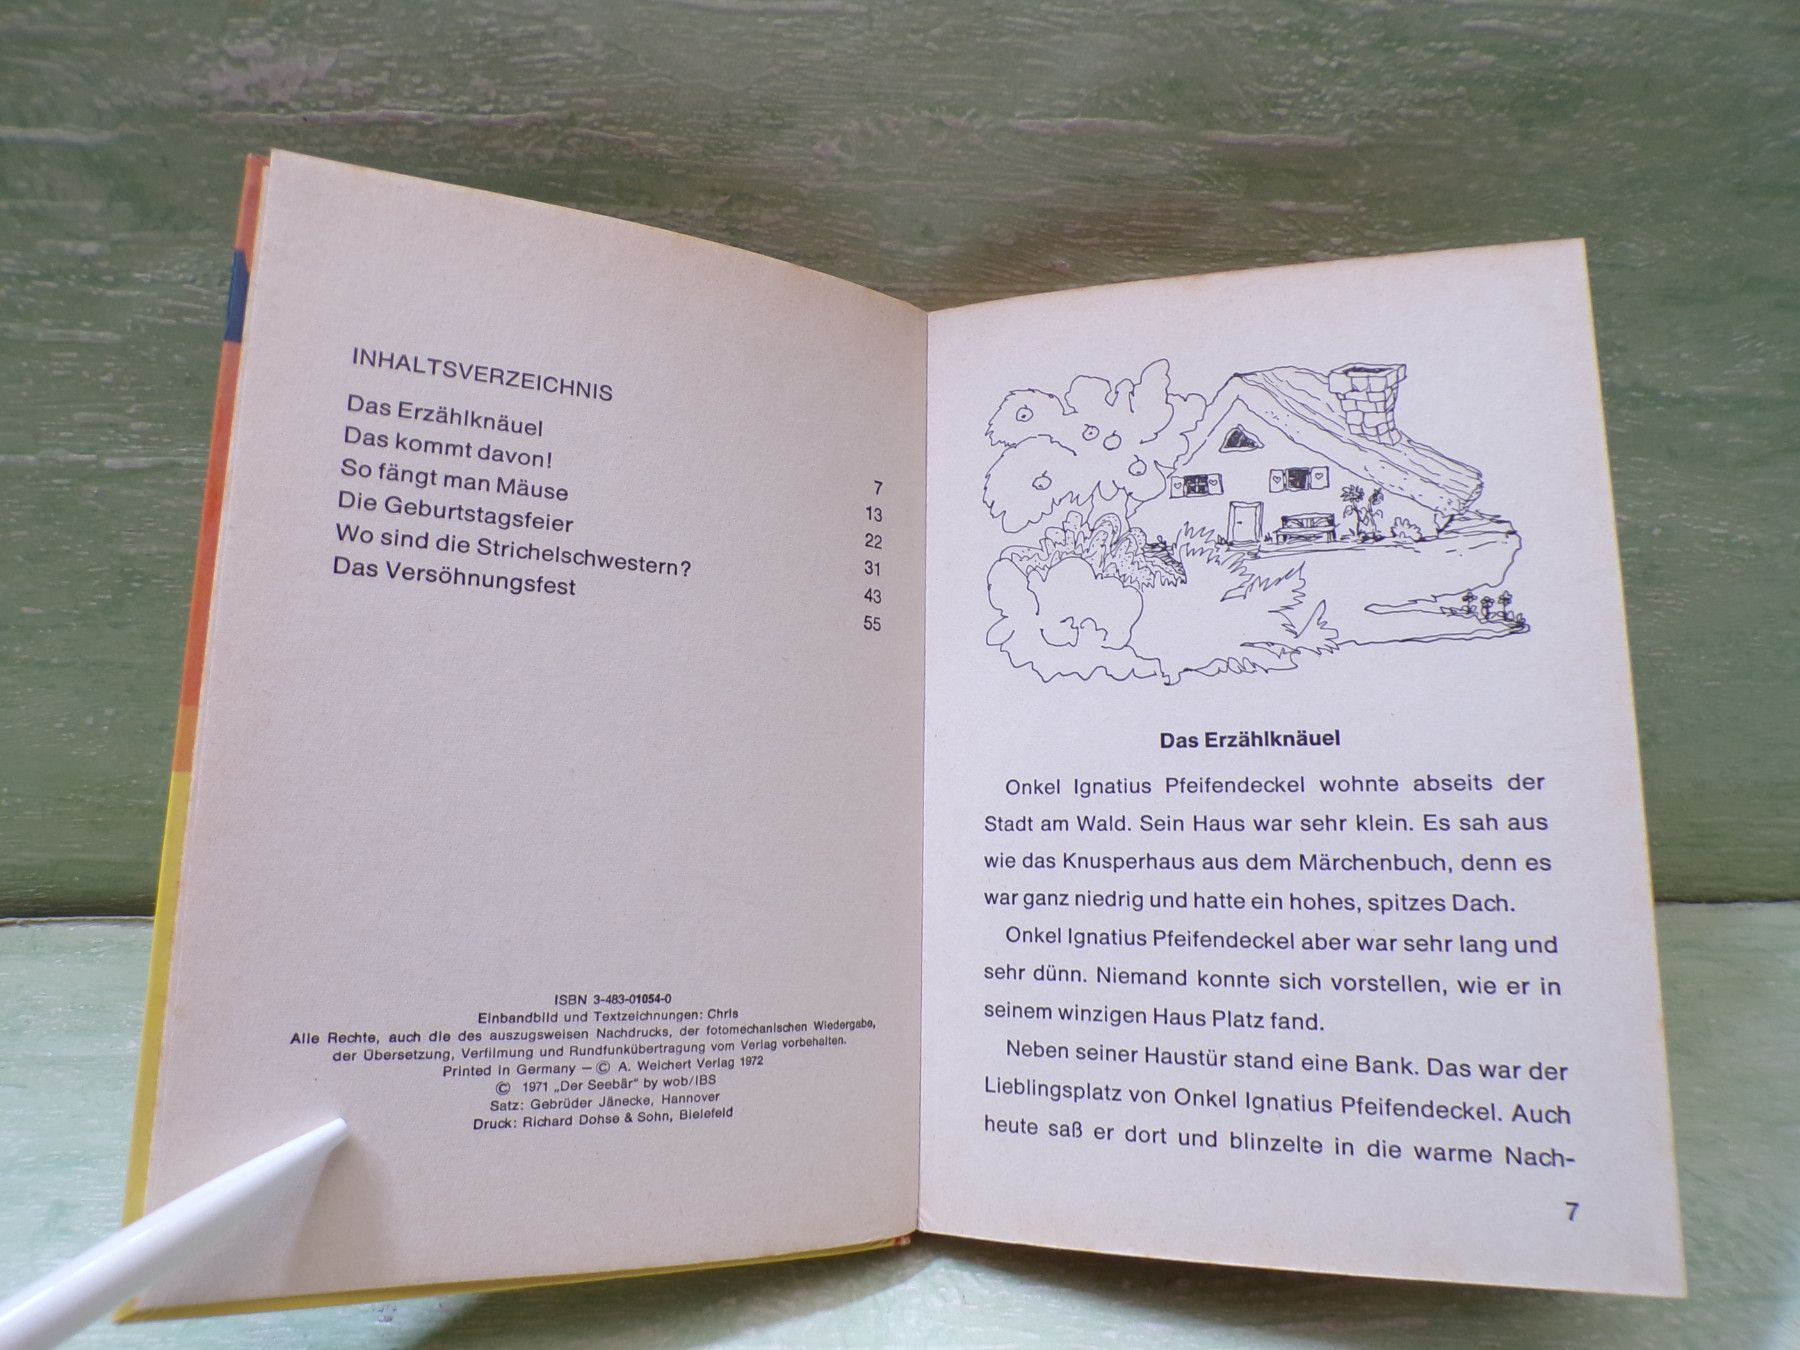 INHALTSVERZEICHNIS
Das Erzählknäuel 7
Das kommt davon! 13
So fängt man Mäuse 22
Die Geburtstagsfeier 31
Wo sind die Strichelschwestern? 43
Das Versöhnungsfest 55
ISBN 3-483-01054-0
Einbandbild und Textzeichnungen: Chris
Alle Rechte, auch die des auszugsweisen Nachdrucks, der fotomechanischen Wiedergabe,
der Übersetzung, Verfilmung und Rundfunkübertragung vom Verlag vorbehalten.
Printed in Germany – © A. Weichert Verlag 1972
© 1971 „Der Seebär“ by wob/IBS
Satz: Gebrüder Jänecke, Hannover
Druck: Richard Dohse & Sohn, Bielefeld
Das Erzählknäuel
Onkel Ignatius Pfeifendeckel wohnte abseits der
Stadt am Wald. Sein Haus war sehr klein. Es sah aus
wie das Knusperhaus aus dem Märchenbuch, denn es
war ganz niedrig und hatte ein hohes, spitzes Dach.
Onkel Ignatius Pfeifendeckel aber war sehr lang und
sehr dünn. Niemand konnte sich vorstellen, wie er in
seinem winzigen Haus Platz fand.
Neben seiner Haustür stand eine Bank. Das war der
Lieblingsplatz von Onkel Ignatius Pfeifendeckel. Auch
heute saß er dort und blinzelte in die warme Nach-
7